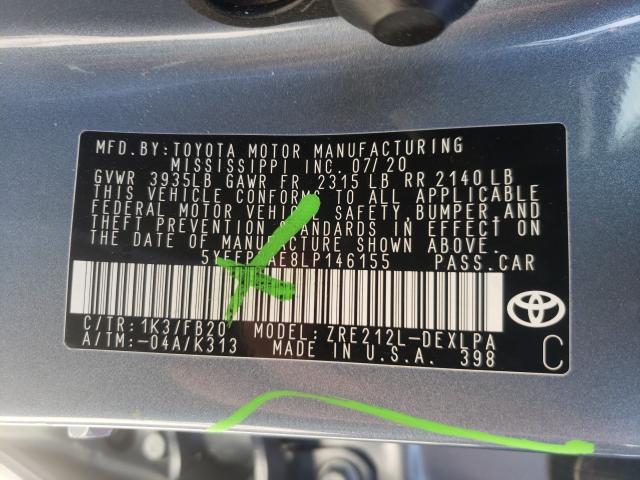 MFD.BY: TOYOTA MOTOR MANUFACTURING
MISSISSIPPI INC. 07/20
GVWR 3935LB GAWR FR 2315 LB RR 2140 LB
THIS VEHICLE CONFORMS TO ALL APPLICABLE
FEDERAL MOTOR VEHICLE SAFETY, BUMPER, AND
THEFT PREVENTION STANDARDS IN EFFECT ON
THE DATE OF MANUFACTURE SHOWN ABOVE.
PASS.CAR
C/TR: 1K3/FB20 MODEL: ZRE212L-DEXLPA
A/TM: -04A/K313 MADE IN U.S.A. 398
C